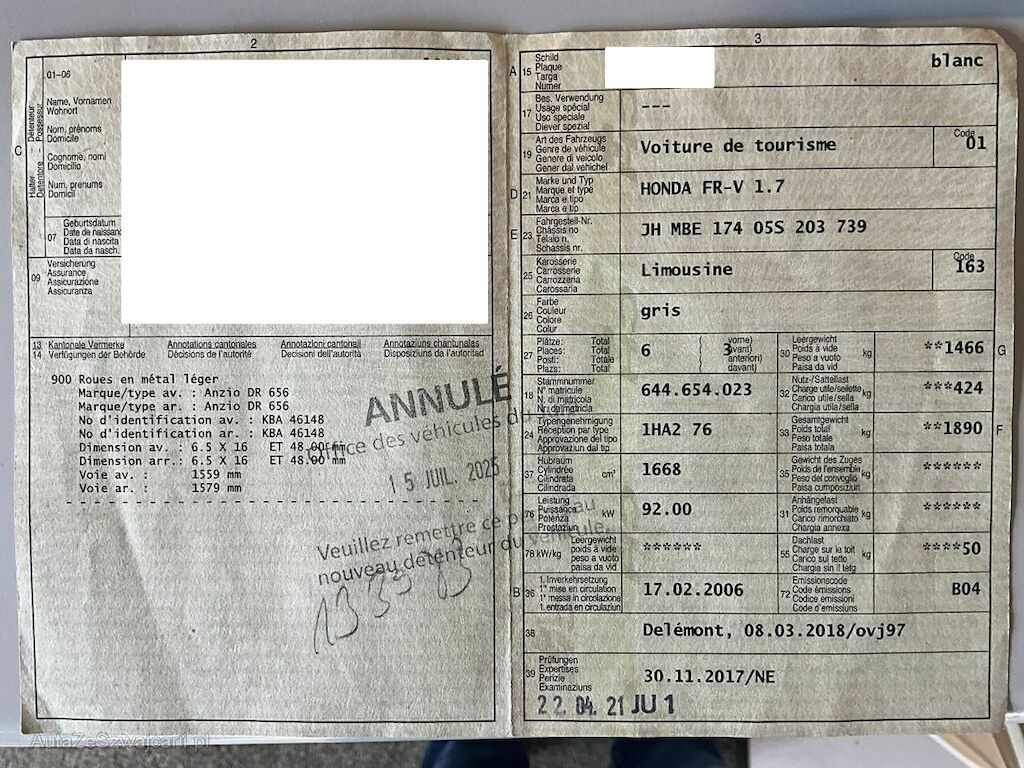 2
01–06
Name, Vornamen
Wohnort
Nom, prénoms
Domicile
Cognome, nomi
Domicilio
Num, prenums
Domicil
Halter – Détenteur
Detentore – Possessur
C
07
Geburtsdatum
Date de naissanc
Data di nascita
Data da nasch.
09
Versicherung
Assurance
Assicurazione
Assicuranza
13 Kantonale Vermerke Annotations cantonales Annotazioni cantonali Annotaziuns chantunales
14 Verfügungen der Behörde Décisions de l'autorité Decisioni dell'autorità Disposiziuns da l'autoritad
900 Roues en métal léger
Marque/type av. : Anzio DR 656
Marque/type ar. : Anzio DR 656
No d'identification av. : KBA 46148
No d'identification ar. : KBA 46148
Dimension av. : 6.5 X 16 ET 48.00 mm
Dimension arr.: 6.5 X 16 ET 48.00 mm
Voie av. : 1559 mm
Voie ar. : 1579 mm
ANNULÉ
Office des véhicules du
15 JUIL. 2025
Veuillez remettre ce au
nouveau détenteur du véhicule
3
A 15
Schild
Plaque
Targa
Numer
blanc
17
Bes. Verwendung
Usage spécial
Uso speciale
Diever spezial
---
19
Art des Fahrzeugs
Genre de véhicule
Genere di veicolo
Gener dal vehichel
Voiture de tourisme
Code
01
D 21
Marke und Typ
Marque et type
Marca e tipo
Marca e tip
HONDA FR-V 1.7
E 23
Fahrgestell-Nr.
Châssis no
Telaio n.
Schassis nr.
JH MBE 174 05S 203 739
25
Karosserie
Carrosserie
Carrozzeria
Carossaria
Limousine
Code
163
26
Farbe
Couleur
Colore
Colur
gris
27
Plätze: Total
Places: Total
Posti: Totale
Plazs: Total
6
3
vorne)
avant)
anteriori)
davant)
30
Leergewicht
Poids à vide
Peso a vuoto
Paisa da vid
kg
**1466
G
18
Stammnummer
N° matricule
N. di matricola
Nr. da matricla
644.654.023
32
Nutz-/Sattellast
Charge utile/sellette
Carico utile/sella
Chargia utila/sella
kg
***424
24
Typengenehmigung
Réception par type
Approvazione del tipo
Approvaziun dal tip
1HA2 76
33
Gesamtgewicht
Poids total
Peso totale
Paisa totala
kg
**1890
F
37
Hubraum
Cylindrée
Cilindrata
Cilindrada
cm³
1668
35
Gewicht des Zuges
Poids de l'ensemble
Peso del convoglio
Paisa cumposiziun
kg
******
76
Leistung
Puissance
Potenza
Prestaziun
kW
92.00
31
Anhängelast
Poids remorquable
Carico rimorchiato
Chargia annexa
kg
******
78 kW/kg
Leergewicht
poids à vide
peso a vuoto
paisa da vid
******
55
Dachlast
Charge sur le toit
Carico sul tetto
Chargia sin il tetg
kg
****50
B 36
1. Inverkehrsetzung
1re mise en circulation
1a messa in circolazione
1. entrada en circulaziun
17.02.2006
72
Emissionscode
Code émissions
Codice emissioni
Code d'emissiuns
B04
38
Delémont, 08.03.2018/ovj97
39
Prüfungen
Expertises
Perizie
Examinaziuns
30.11.2017/NE
22. 04. 21 JU 1
AutaZeSzwajcarii.pl